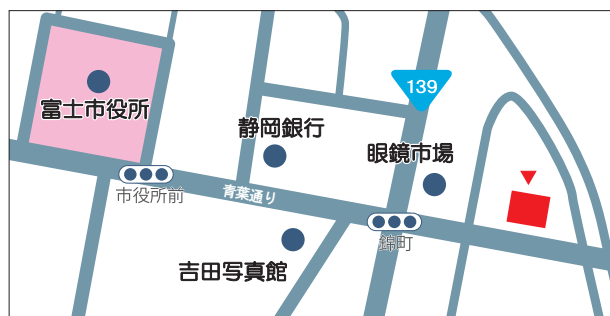 139
富士市役所
静岡銀行
眼鏡市場
市役所前
青葉通り
錦町
吉田写真館